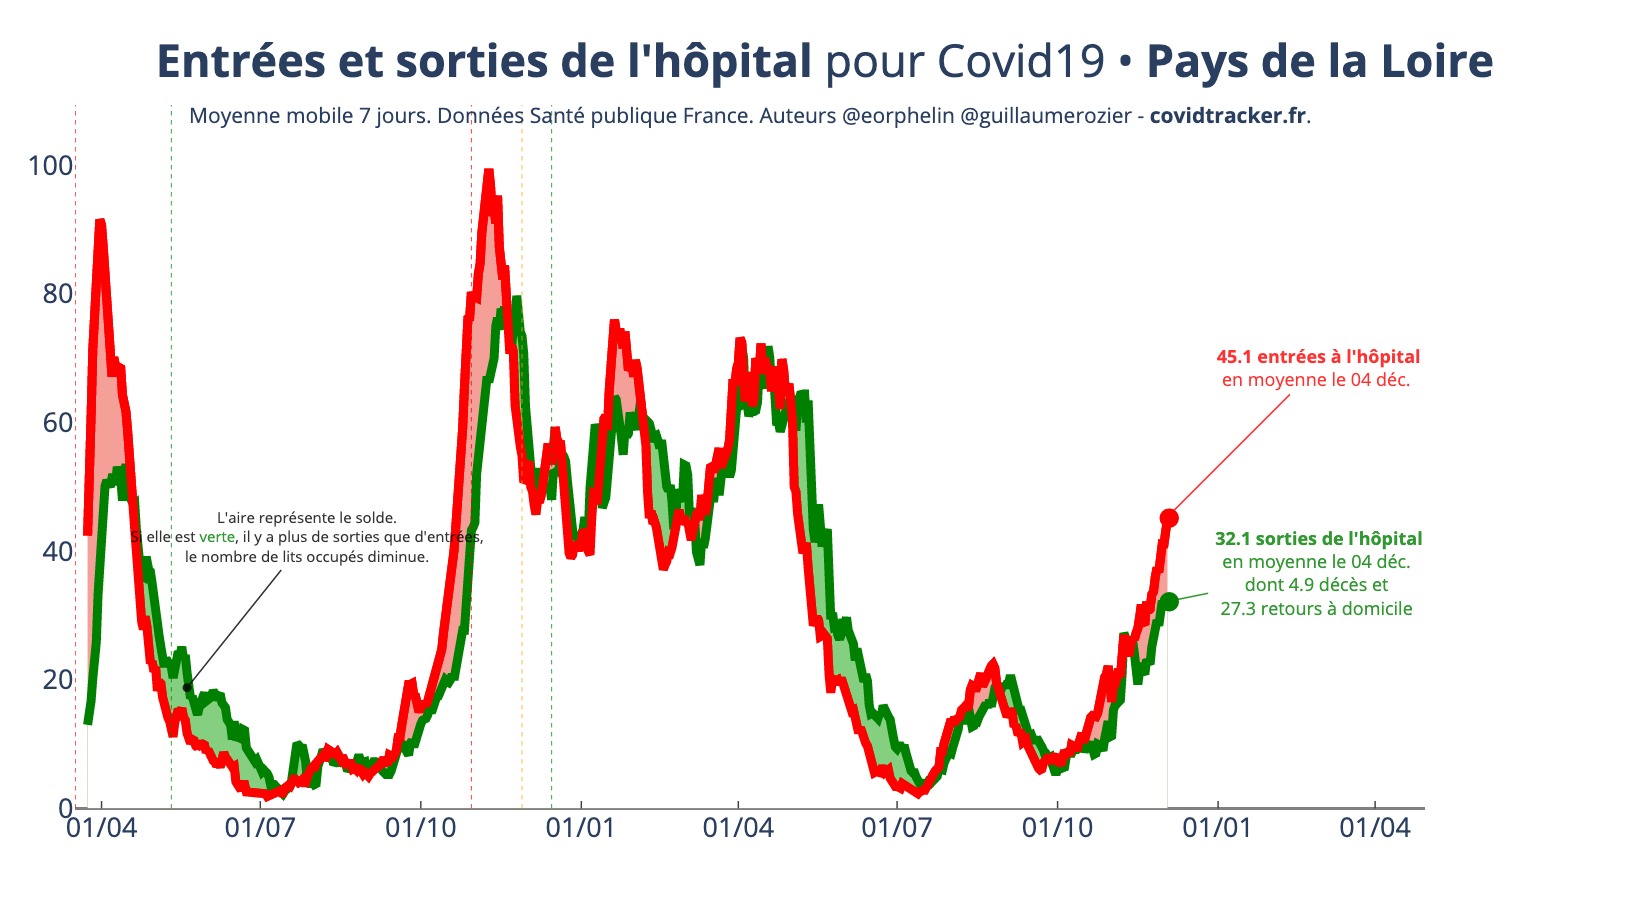 Entrées et sorties de l'hôpital pour Covid19 • Pays de la Loire
Moyenne mobile 7 jours. Données Santé publique France. Auteurs @eorphelin @guillaumerozier - covidtracker.fr.
100
80
60
40
20
0
L'aire représente le solde.
Si elle est verte, il y a plus de sorties que d'entrées,
le nombre de lits occupés diminue.
45.1 entrées à l'hôpital
en moyenne le 04 déc.
32.1 sorties de l'hôpital
en moyenne le 04 déc.
dont 4.9 décès et
27.3 retours à domicile
01/04
01/07
01/10
01/01
01/04
01/07
01/10
01/01
01/04